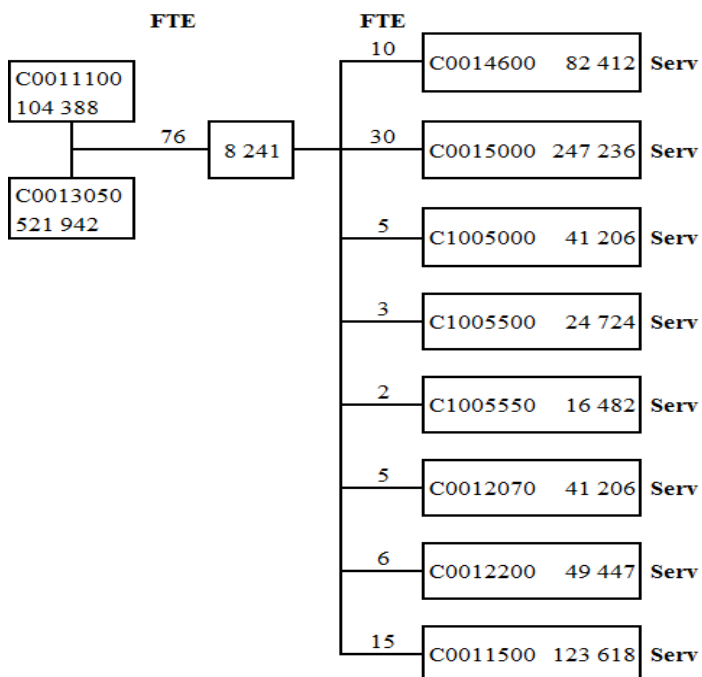 FTE FTE
10
C0014600 82 412 Serv
C0011100
104 388
76
8 241
30
C0015000 247 236 Serv
C0013050
521 942
5
C1005000 41 206 Serv
3
C1005500 24 724 Serv
2
C1005550 16 482 Serv
5
C0012070 41 206 Serv
6
C0012200 49 447 Serv
15
C0011500 123 618 Serv